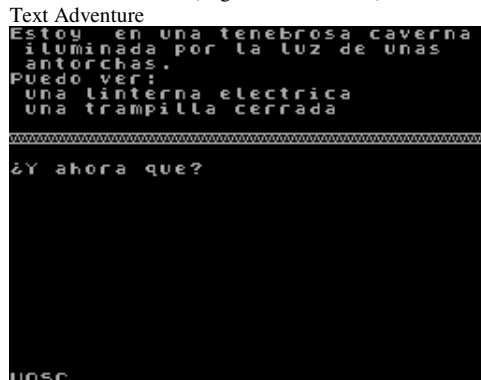 Text Adventure
Estoy en una tenebrosa caverna
iluminada por la luz de unas
antorchas.
Puedo ver:
una linterna electrica
una trampilla cerrada
¿Y ahora que?